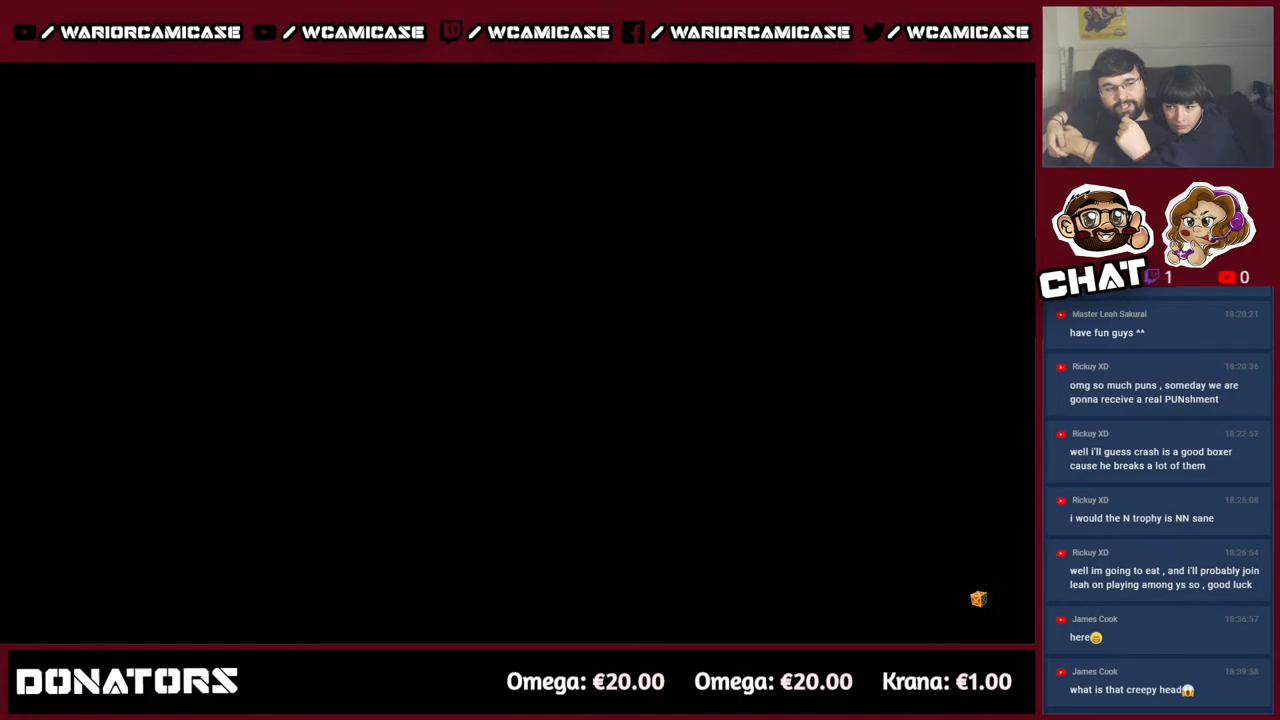 / WARIORCAMICASE / WCAMICASE / WCAMICASE / WARIORCAMICASE / WCAMICASE
CHAT
1 0
Master Leah Sakurai 18:20:21
have fun guys ^^
Rickuy XD 18:20:36
omg so much puns , someday we are
gonna receive a real PUNshment
Rickuy XD 18:22:52
well i'll guess crash is a good boxer
cause he breaks a lot of them
Rickuy XD 18:25:08
i would the N trophy is NN sane
Rickuy XD 18:26:54
well im going to eat , and i'll probably join
leah on playing among ys so , good luck
James Cook 18:36:57
here😄
James Cook 18:39:58
what is that creepy head😱
DONATORS
Omega: €20.00 Omega: €20.00 Krana: €1.00